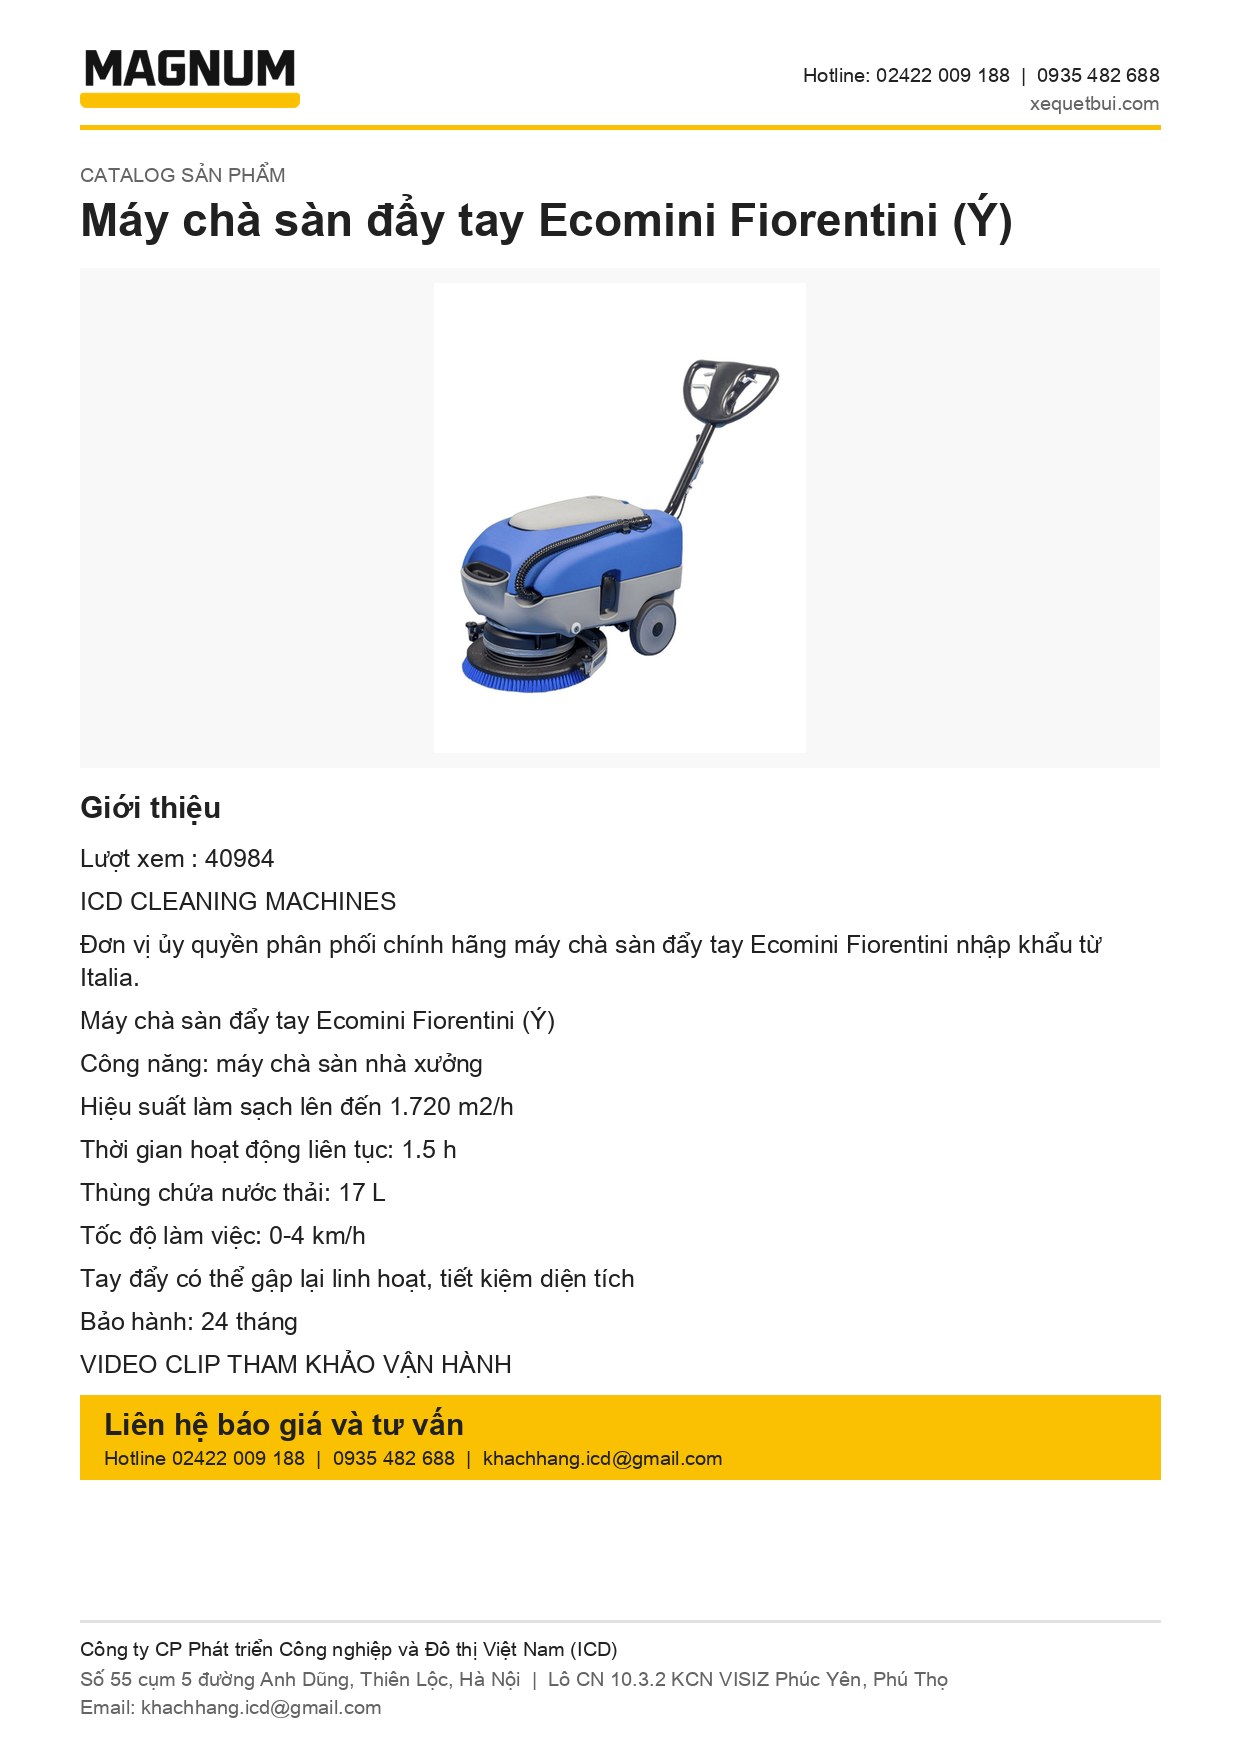 MAGNUM
Hotline: 02422 009 188 | 0935 482 688
xequetbui.com
CATALOG SẢN PHẨM
Máy chà sàn đẩy tay Ecomini Fiorentini (Ý)
Giới thiệu
Lượt xem : 40984
ICD CLEANING MACHINES
Đơn vị ủy quyền phân phối chính hãng máy chà sàn đẩy tay Ecomini Fiorentini nhập khẩu từ
Italia.
Máy chà sàn đẩy tay Ecomini Fiorentini (Ý)
Công năng: máy chà sàn nhà xưởng
Hiệu suất làm sạch lên đến 1.720 m2/h
Thời gian hoạt động liên tục: 1.5 h
Thùng chứa nước thải: 17 L
Tốc độ làm việc: 0-4 km/h
Tay đẩy có thể gập lại linh hoạt, tiết kiệm diện tích
Bảo hành: 24 tháng
VIDEO CLIP THAM KHẢO VẬN HÀNH
Liên hệ báo giá và tư vấn
Hotline 02422 009 188 | 0935 482 688 | khachhang.icd@gmail.com
Công ty CP Phát triển Công nghiệp và Đô thị Việt Nam (ICD)
Số 55 cụm 5 đường Anh Dũng, Thiên Lộc, Hà Nội | Lô CN 10.3.2 KCN VISIZ Phúc Yên, Phú Thọ
Email: khachhang.icd@gmail.com